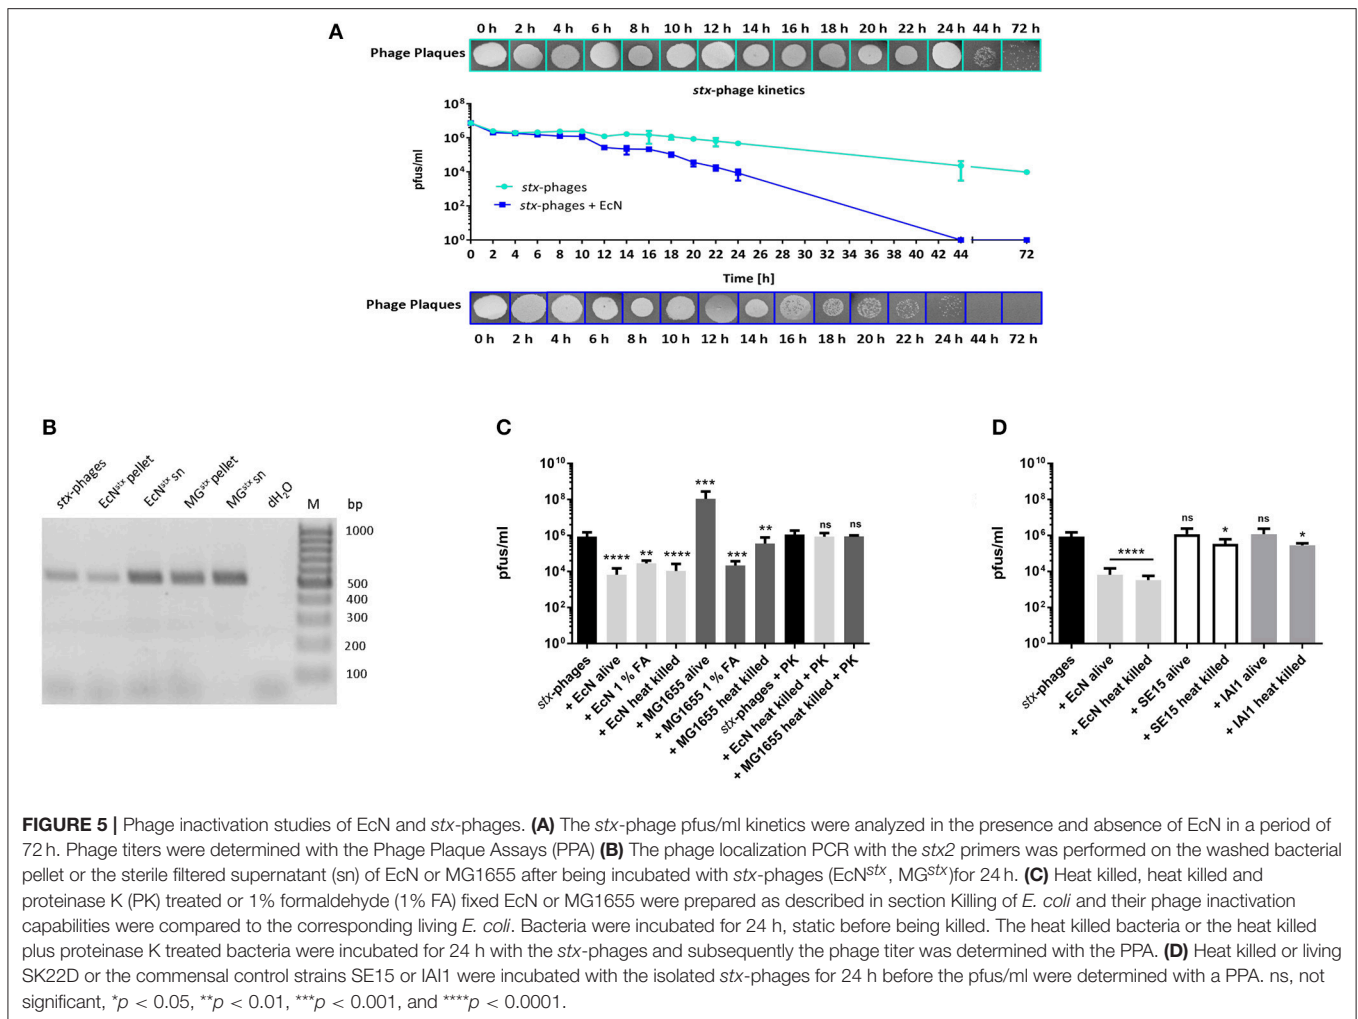 A
0 h 2 h 4 h 6 h 8 h 10 h 12 h 14 h 16 h 18 h 20 h 22 h 24 h 44 h 72 h
Phage Plaques
stx-phage kinetics
10⁸
10⁶
10⁴
10²
10⁰
pfus/ml
stx-phages
stx-phages + EcN
0 2 4 6 8 10 12 14 16 18 20 22 24 26 28 30 32 34 36 38 40 42 44 72
Time [h]
Phage Plaques
0 h 2 h 4 h 6 h 8 h 10 h 12 h 14 h 16 h 18 h 20 h 22 h 24 h 44 h 72 h
B
stx-phages
EcNˢᵗˣ pellet
EcNˢᵗˣ sn
MGˢᵗˣ pellet
MGˢᵗˣ sn
dH₂O
M bp
1000
500
400
300
200
100
C
10¹⁰
10⁸
10⁶
10⁴
10²
10⁰
pfus/ml
**** ** **** *** *** ** ns ns
stx-phages
+ EcN alive
+ EcN 1 % FA
+ EcN heat killed
+ MG1655 alive
+ MG1655 1 % FA
+ MG1655 heat killed
stx-phages + PK
+ EcN heat killed + PK
+ MG1655 heat killed + PK
D
10¹⁰
10⁸
10⁶
10⁴
10²
10⁰
pfus/ml
**** ns * ns *
stx-phages
+ EcN alive
+ EcN heat killed
+ SE15 alive
+ SE15 heat killed
+ IAI1 alive
+ IAI1 heat killed
FIGURE 5 | Phage inactivation studies of EcN and stx-phages. (A) The stx-phage pfus/ml kinetics were analyzed in the presence and absence of EcN in a period of
72 h. Phage titers were determined with the Phage Plaque Assays (PPA) (B) The phage localization PCR with the stx2 primers was performed on the washed bacterial
pellet or the sterile filtered supernatant (sn) of EcN or MG1655 after being incubated with stx-phages (EcNˢᵗˣ, MGˢᵗˣ)for 24 h. (C) Heat killed, heat killed and
proteinase K (PK) treated or 1% formaldehyde (1% FA) fixed EcN or MG1655 were prepared as described in section Killing of E. coli and their phage inactivation
capabilities were compared to the corresponding living E. coli. Bacteria were incubated for 24 h, static before being killed. The heat killed bacteria or the heat killed
plus proteinase K treated bacteria were incubated for 24 h with the stx-phages and subsequently the phage titer was determined with the PPA. (D) Heat killed or living
SK22D or the commensal control strains SE15 or IAI1 were incubated with the isolated stx-phages for 24 h before the pfus/ml were determined with a PPA. ns, not
significant, *p < 0.05, **p < 0.01, ***p < 0.001, and ****p < 0.0001.